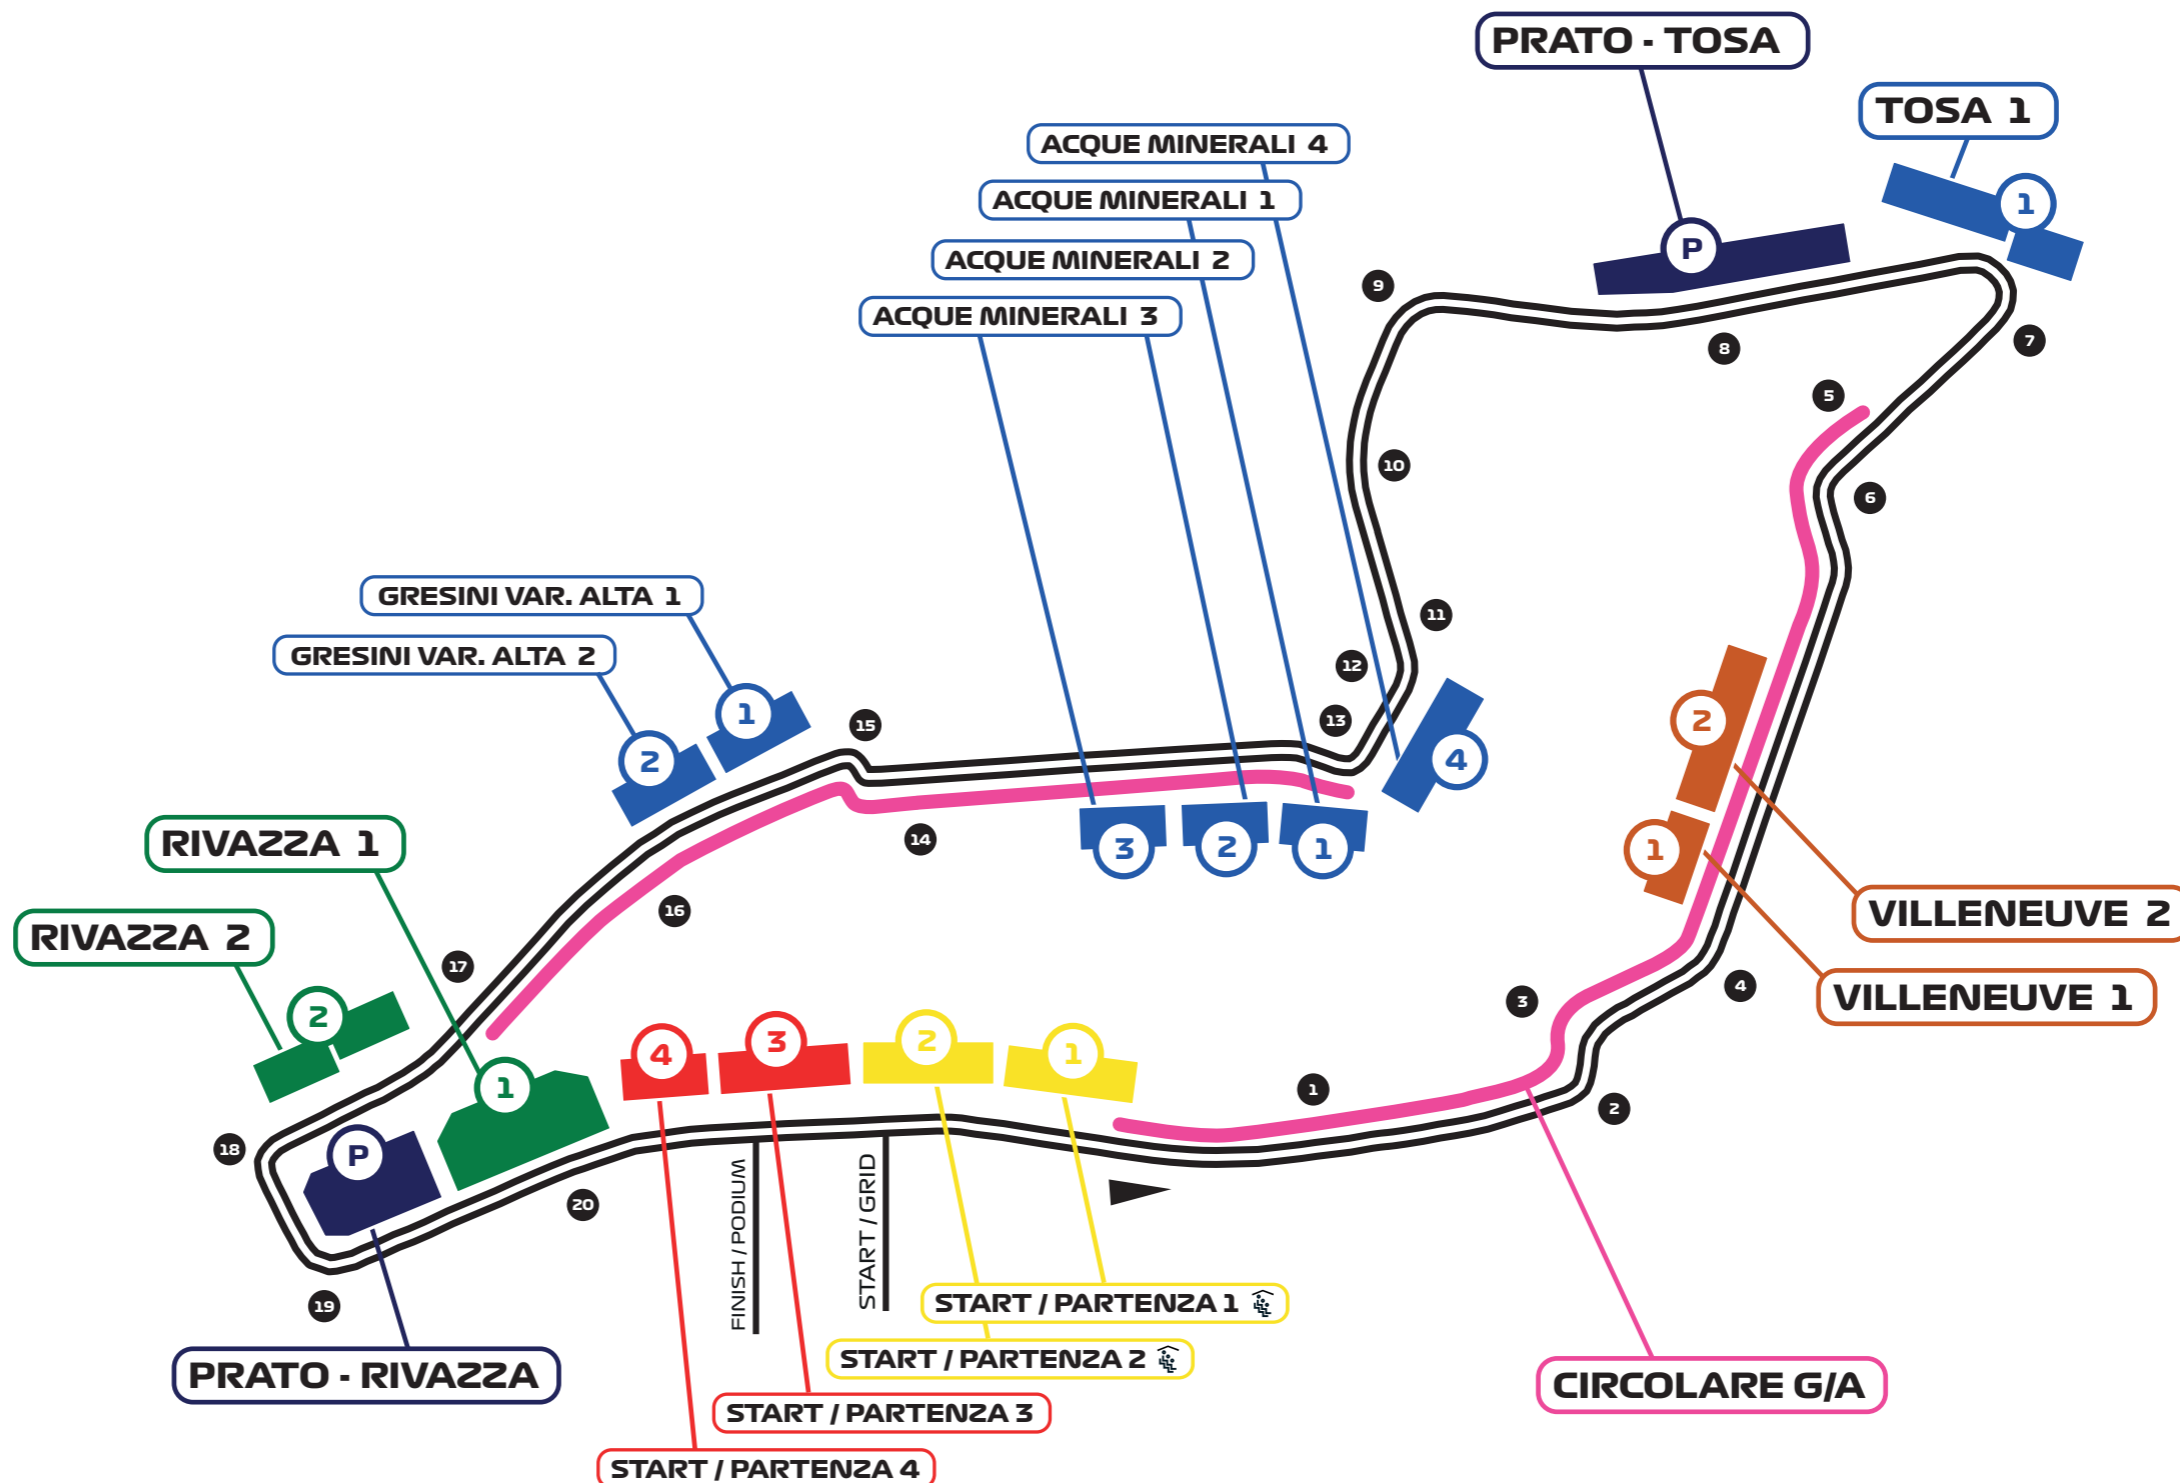 PRATO - TOSA
TOSA 1
1
ACQUE MINERALI 4
ACQUE MINERALI 1
ACQUE MINERALI 2
ACQUE MINERALI 3
P
9
8
7
5
10
6
11
GRESINI VAR. ALTA 1
GRESINI VAR. ALTA 2
12
13
15
1
2
2
4
14
3
2
1
1
RIVAZZA 1
RIVAZZA 2
16
17
VILLENEUVE 2
VILLENEUVE 1
4
3
2
1
4
3
2
1
1
2
18
P
20
19
FINISH / PODIUM
START / GRID
START / PARTENZA 1
START / PARTENZA 2
START / PARTENZA 3
START / PARTENZA 4
PRATO - RIVAZZA
CIRCOLARE G/A